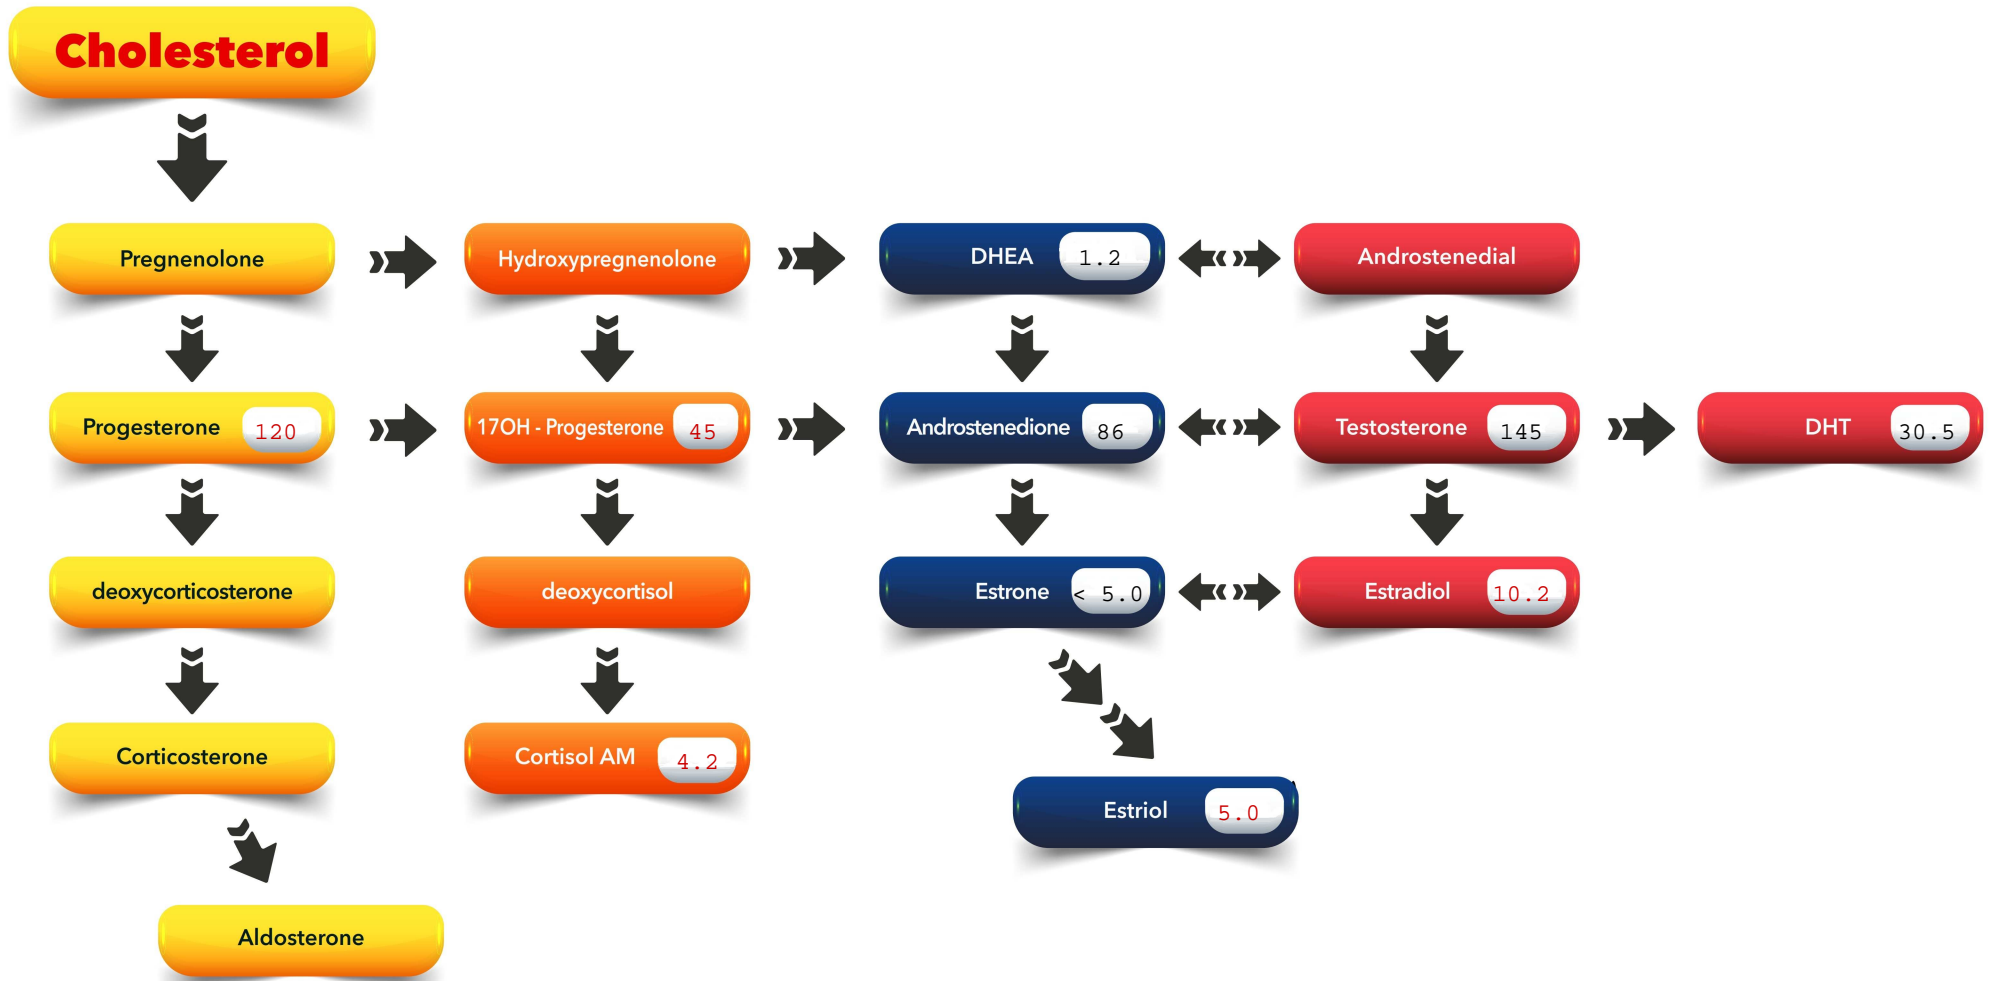 Cholesterol
Pregnenolone
Hydroxypregnenolone
DHEA 1.2
Androstenedial
Progesterone 120
17OH - Progesterone 45
Androstenedione 86
Testosterone 145
DHT 30.5
deoxycorticosterone
deoxycortisol
Estrone < 5.0
Estradiol 10.2
Corticosterone
Cortisol AM 4.2
Estriol 5.0
Aldosterone